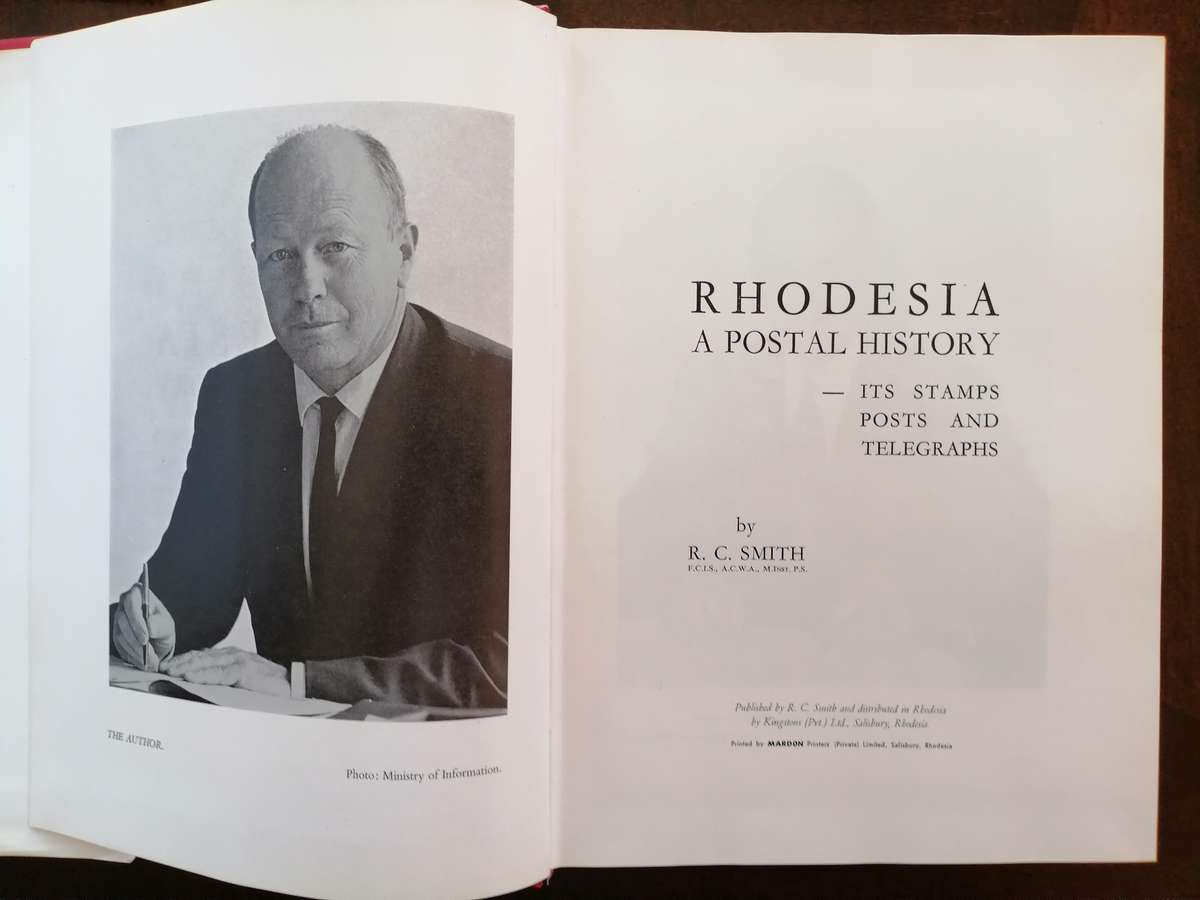 THE AUTHOR.
Photo: Ministry of Information.
RHODESIA
A POSTAL HISTORY
— ITS STAMPS
POSTS AND
TELEGRAPHS
by
R. C. SMITH
F.C.I.S., A.C.W.A., M.INST. P.S.
Published by R. C. Smith and distributed in Rhodesia
by Kingstons (Pvt.) Ltd., Salisbury, Rhodesia.
Printed by MARDON Printers (Private) Limited, Salisbury, Rhodesia